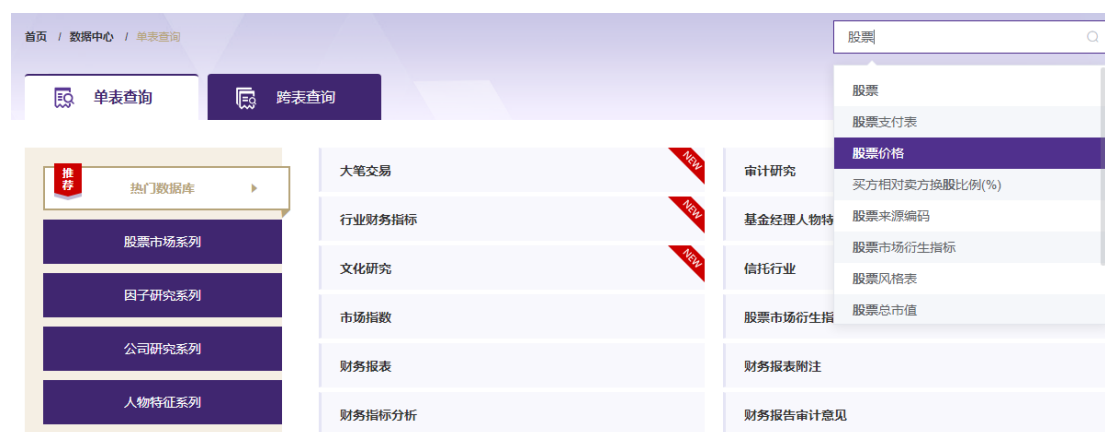 首页 / 数据中心 / 单表查询
股票
单表查询
跨表查询
股票
股票支付表
股票价格
买方相对卖方换股比例(%)
股票来源编码
股票市场衍生指标
股票风格表
股票总市值
推荐
热门数据库
股票市场系列
因子研究系列
公司研究系列
人物特征系列
大笔交易 NEW
审计研究
行业财务指标 NEW
基金经理人物特
文化研究 NEW
信托行业
市场指数
股票市场衍生指
财务报表
财务报表附注
财务指标分析
财务报告审计意见